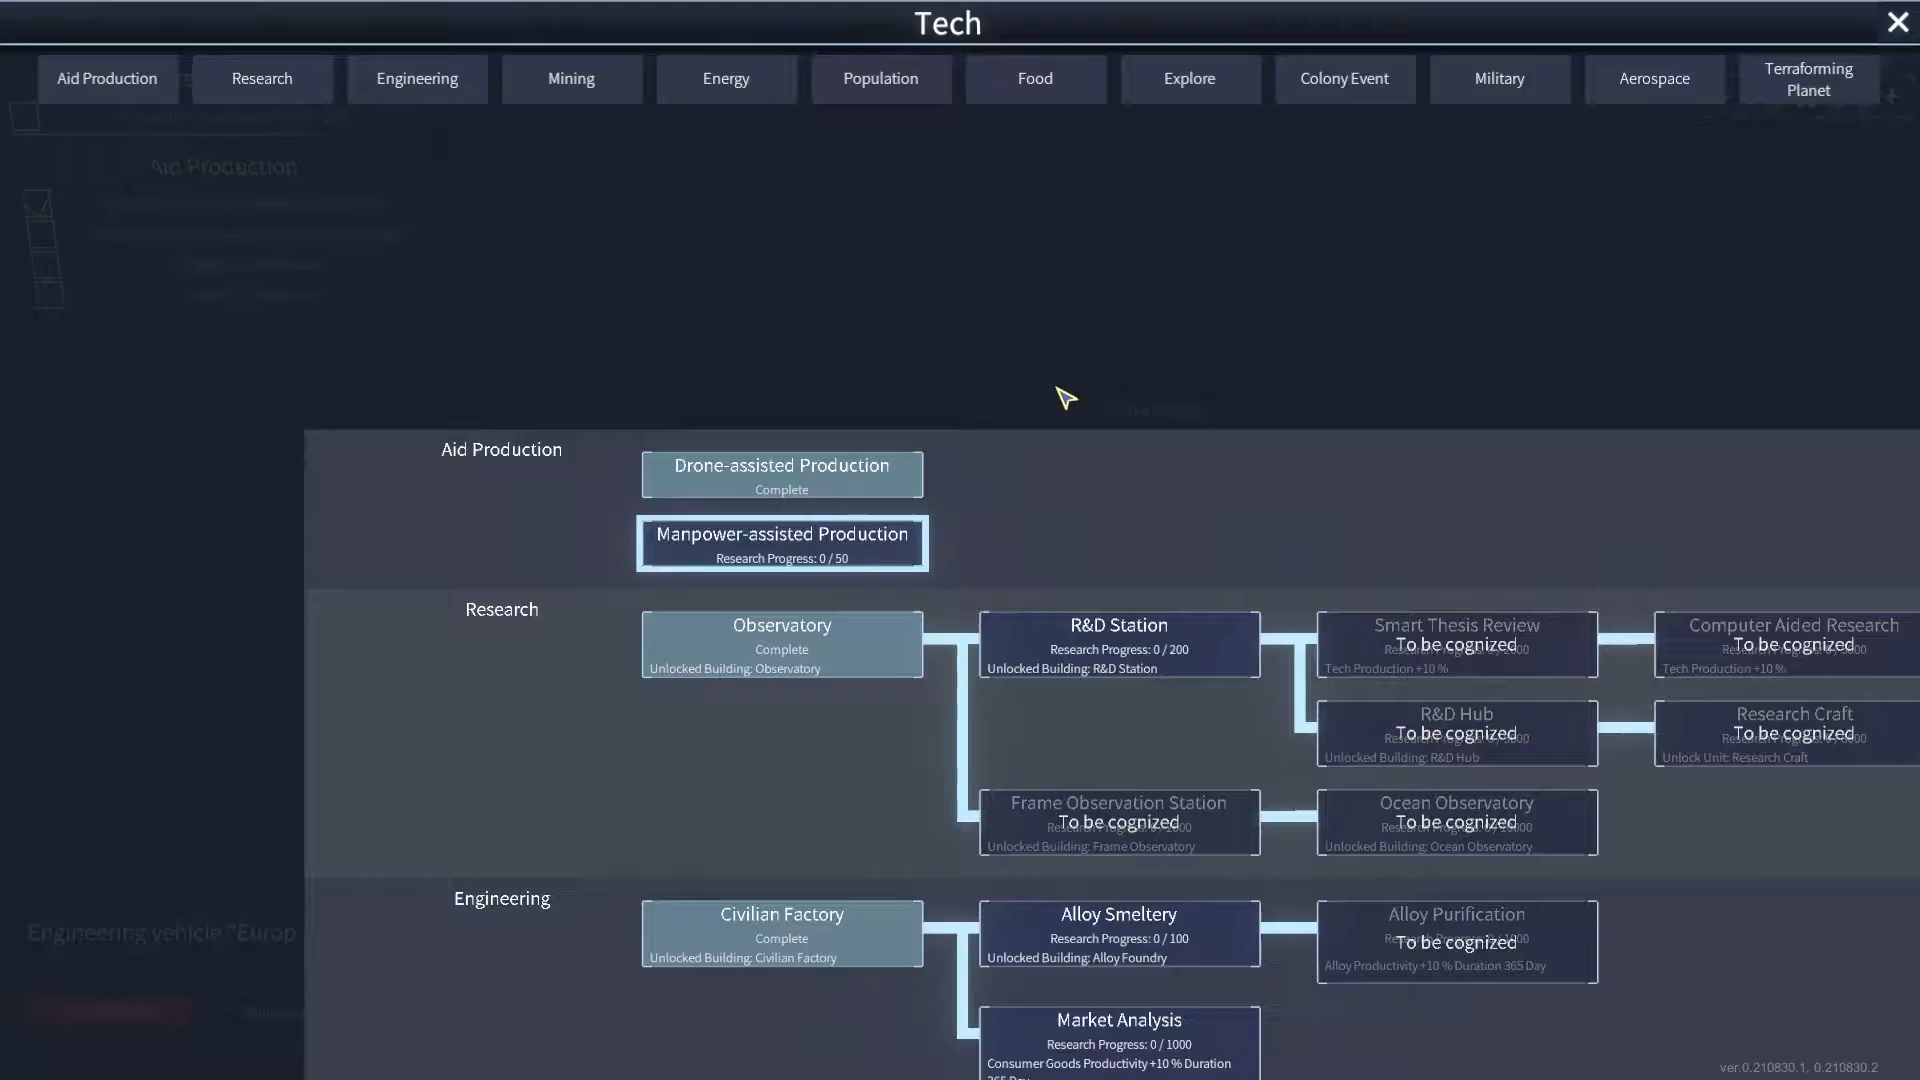 Tech
Aid Production
Research
Engineering
Mining
Energy
Population
Food
Explore
Colony Event
Military
Aerospace
Terraforming
Planet
Aid Production
Aid Production
Drone-assisted Production
Complete
Manpower-assisted Production
Research Progress: 0 / 50
Research
Observatory
Complete
Unlocked Building: Observatory
R&D Station
Research Progress: 0 / 200
Unlocked Building: R&D Station
Smart Thesis Review
To be cognized
Tech Production +10 %
Computer Aided Research
To be cognized
Tech Production +10 %
R&D Hub
To be cognized
Unlocked Building: R&D Hub
Research Craft
To be cognized
Unlock Unit: Research Craft
Frame Observation Station
To be cognized
Unlocked Building: Frame Observatory
Ocean Observatory
To be cognized
Unlocked Building: Ocean Observatory
Engineering
Civilian Factory
Complete
Unlocked Building: Civilian Factory
Alloy Smeltery
Research Progress: 0 / 100
Unlocked Building: Alloy Foundry
Alloy Purification
To be cognized
Alloy Productivity +10 % Duration 365 Day
Market Analysis
Research Progress: 0 / 1000
Consumer Goods Productivity +10 % Duration
365 Day
Engineering vehicle "Europ
ver.0.210830.1, 0.210830.2